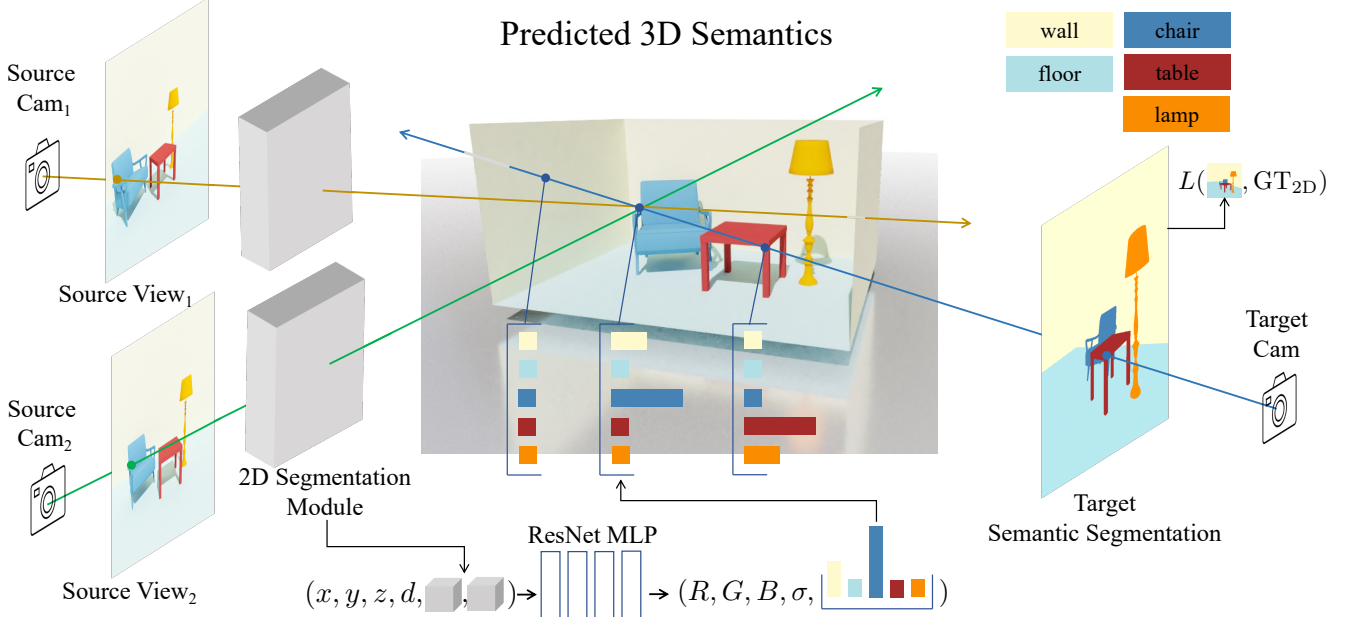 Predicted 3D Semantics
wall
chair
floor
table
lamp
Source
Cam₁
Source View₁
Source
Cam₂
Source View₂
2D Segmentation
Module
L( , GT₂D)
Target
Cam
Target
Semantic Segmentation
ResNet MLP
(x, y, z, d, , )
(R, G, B, σ, )